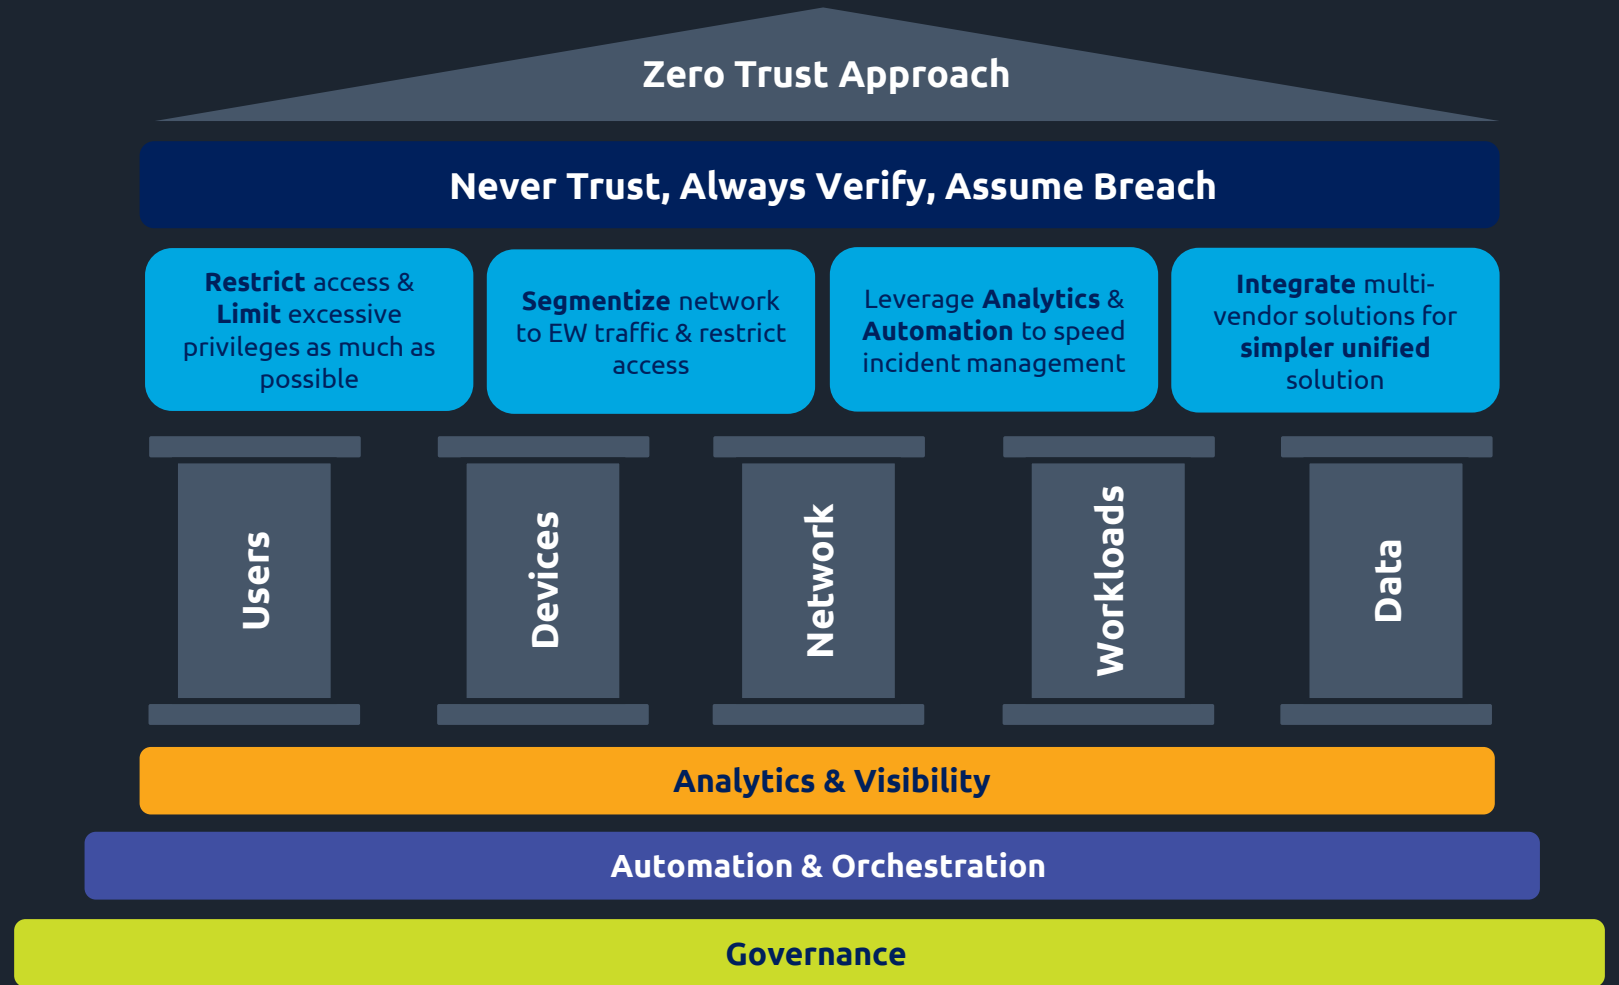 Zero Trust Approach
Never Trust, Always Verify, Assume Breach
Restrict access &
Limit excessive
privileges as much as
possible
Segmentize network
to EW traffic & restrict
access
Leverage Analytics &
Automation to speed
incident management
Integrate multi-
vendor solutions for
simpler unified
solution
Users
Devices
Network
Workloads
Data
Analytics & Visibility
Automation & Orchestration
Governance